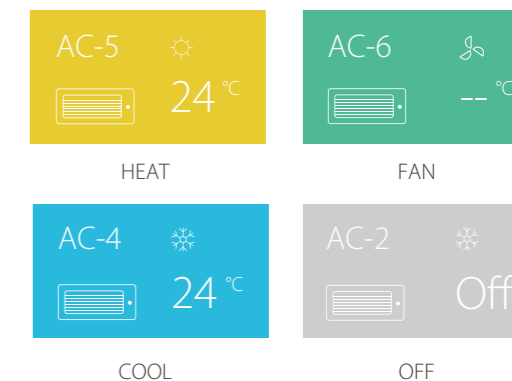 AC-5
24 °C
AC-6
-- °C
HEAT
FAN
AC-4
24 °C
AC-2
Off
COOL
OFF